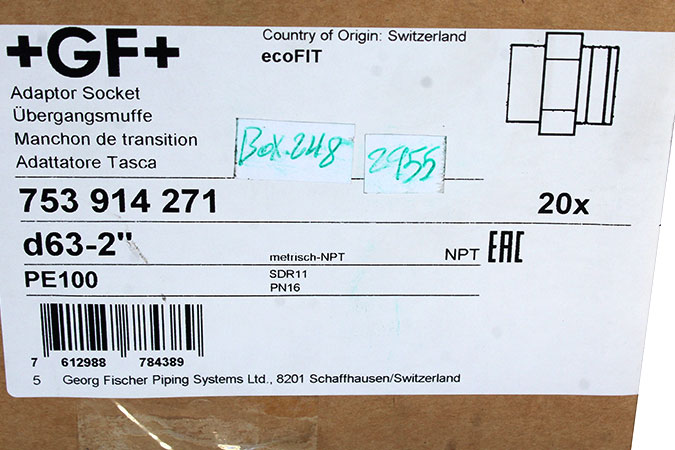 +GF+
Country of Origin: Switzerland
ecoFIT
Adaptor Socket
Übergangsmuffe
Manchon de transition
Adattatore Tasca
Box.248
2955
753 914 271
20x
d63-2"
metrisch-NPT
NPT EAC
PE100
SDR11
PN16
7 612988 784389
5 Georg Fischer Piping Systems Ltd., 8201 Schaffhausen/Switzerland